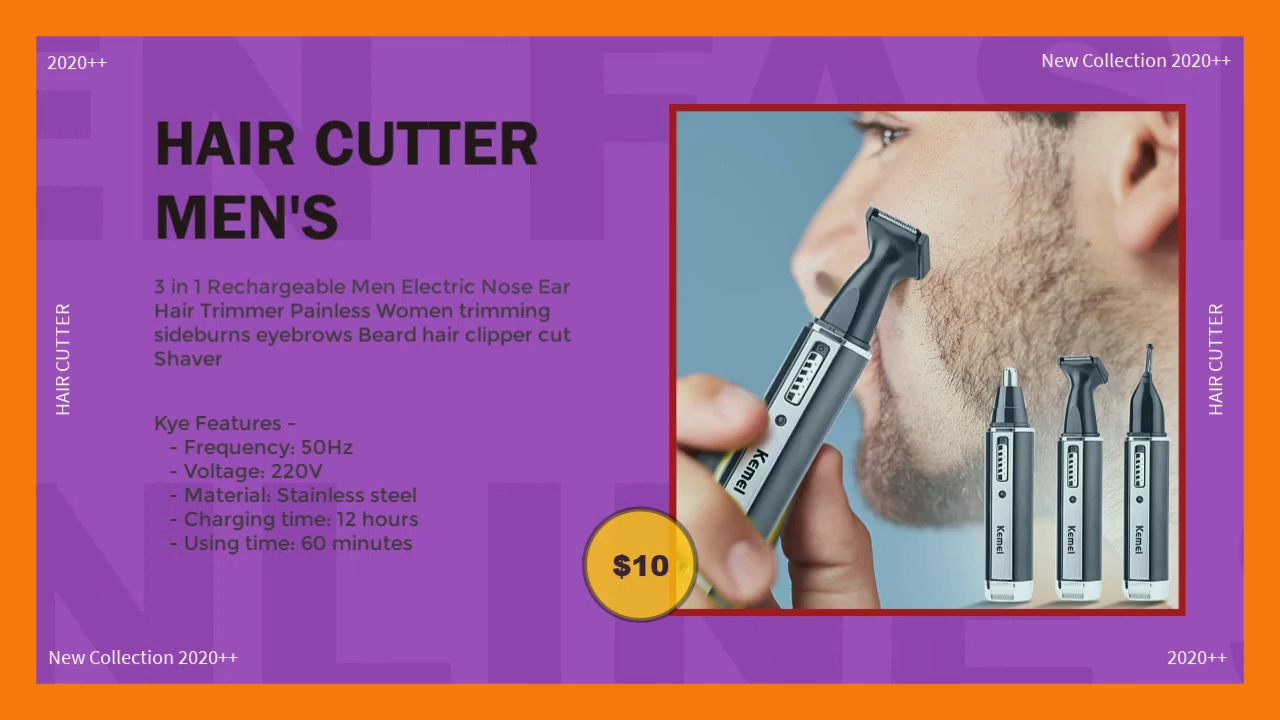 2020++
New Collection 2020++
HAIR CUTTER
MEN'S
3 in 1 Rechargeable Men Electric Nose Ear
Hair Trimmer Painless Women trimming
sideburns eyebrows Beard hair clipper cut
Shaver
Kye Features -
- Frequency: 50Hz
- Voltage: 220V
- Material: Stainless steel
- Charging time: 12 hours
- Using time: 60 minutes
HAIR CUTTER
HAIR CUTTER
Kemei
Kemei
Kemei
Kemei
$10
New Collection 2020++
2020++